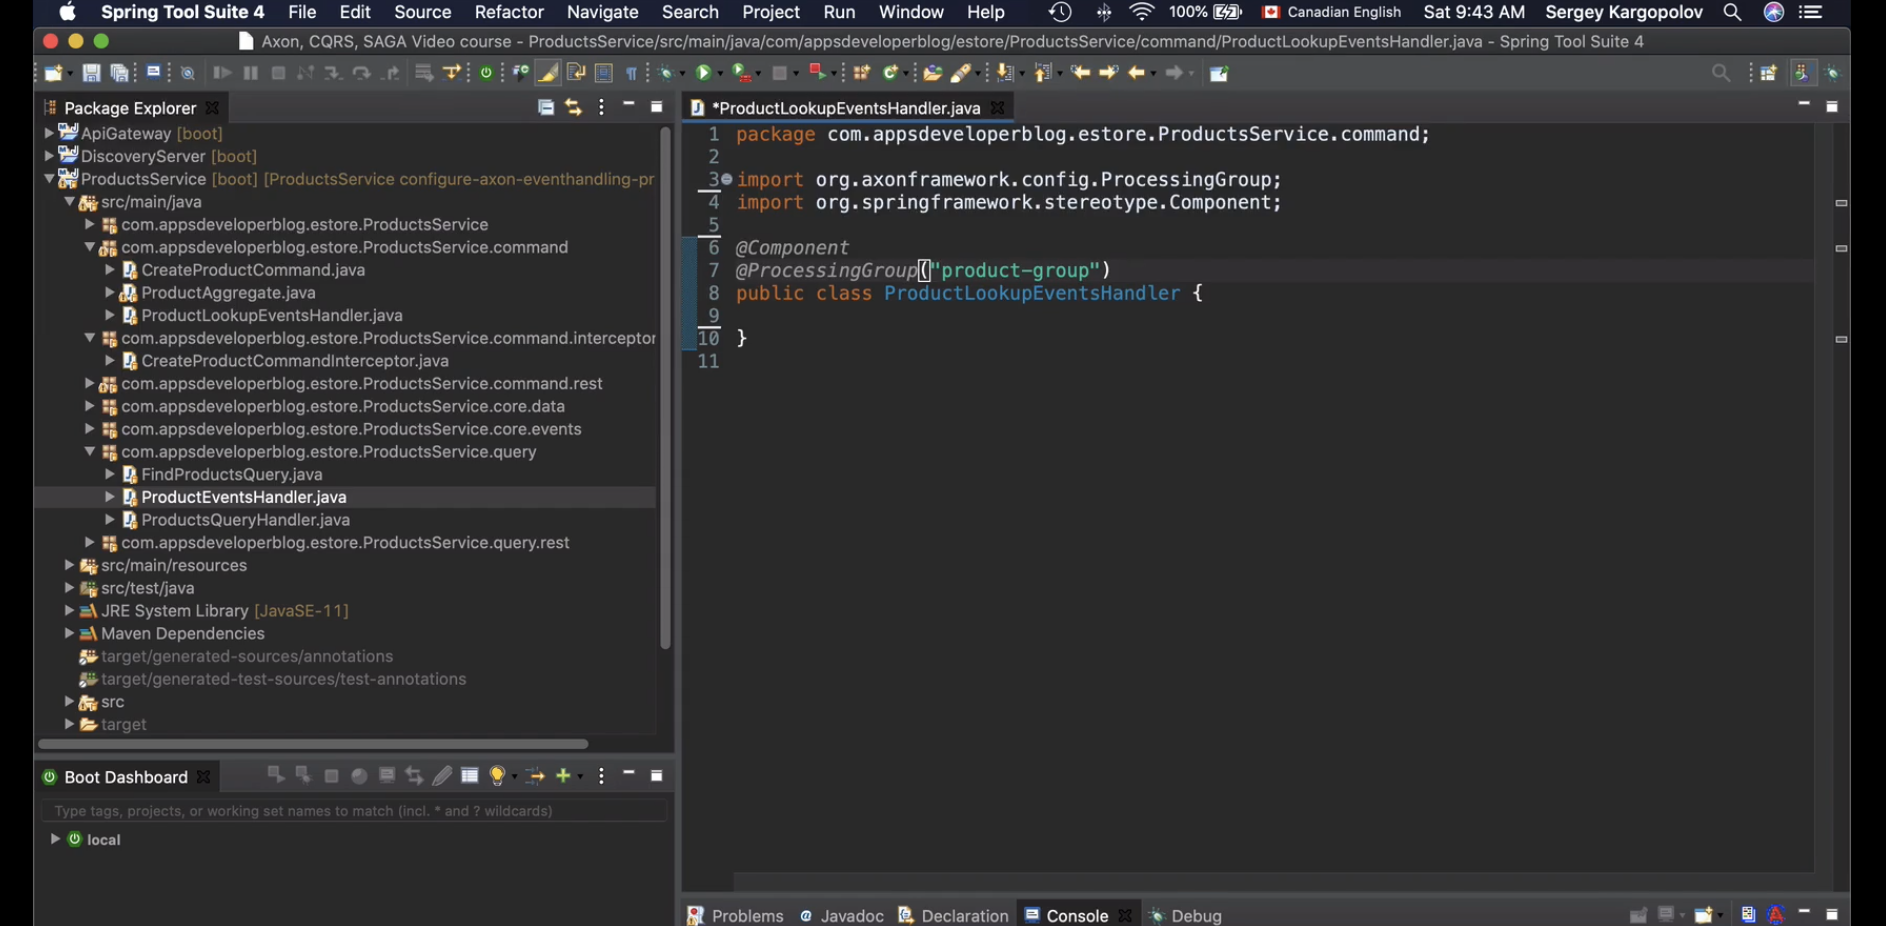 Spring Tool Suite 4 File Edit Source Refactor Navigate Search Project Run Window Help 100% Canadian English Sat 9:43 AM Sergey Kargopolov
Axon, CQRS, SAGA Video course - ProductsService/src/main/java/com/appsdeveloperblog/estore/ProductsService/command/ProductLookupEventsHandler.java - Spring Tool Suite 4
Package Explorer
ApiGateway [boot]
DiscoveryServer [boot]
ProductsService [boot] [ProductsService configure-axon-eventhandling-pr
src/main/java
com.appsdeveloperblog.estore.ProductsService
com.appsdeveloperblog.estore.ProductsService.command
CreateProductCommand.java
ProductAggregate.java
ProductLookupEventsHandler.java
com.appsdeveloperblog.estore.ProductsService.command.interceptor
CreateProductCommandInterceptor.java
com.appsdeveloperblog.estore.ProductsService.command.rest
com.appsdeveloperblog.estore.ProductsService.core.data
com.appsdeveloperblog.estore.ProductsService.core.events
com.appsdeveloperblog.estore.ProductsService.query
FindProductsQuery.java
ProductEventsHandler.java
ProductsQueryHandler.java
com.appsdeveloperblog.estore.ProductsService.query.rest
src/main/resources
src/test/java
JRE System Library [JavaSE-11]
Maven Dependencies
target/generated-sources/annotations
target/generated-test-sources/test-annotations
src
target
Boot Dashboard
Type tags, projects, or working set names to match (incl. * and ? wildcards)
local
*ProductLookupEventsHandler.java
1 package com.appsdeveloperblog.estore.ProductsService.command;
2
3 import org.axonframework.config.ProcessingGroup;
4 import org.springframework.stereotype.Component;
5
6 @Component
7 @ProcessingGroup("product-group")
8 public class ProductLookupEventsHandler {
9
10 }
11
Problems Javadoc Declaration Console Debug